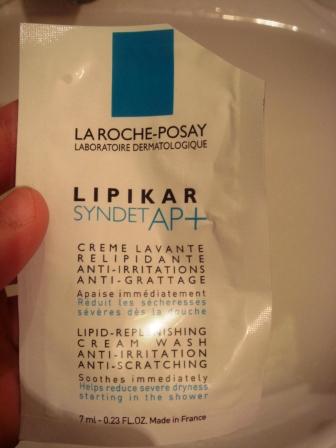 LA ROCHE-POSAY
LABORATOIRE DERMATOLOGIQUE
LIPIKAR
SYNDET AP+
CREME LAVANTE
RELIPIDANTE
ANTI-IRRITATIONS
ANTI-GRATTAGE
Apaise immédiatement
Réduit les sécheresses
sévères dès la douche
LIPID-REPLENISHING
CREAM WASH
ANTI-IRRITATION
ANTI-SCRATCHING
Soothes immediately
Helps reduce severe dryness
starting in the shower
7 ml - 0.23 FL.OZ. Made in France